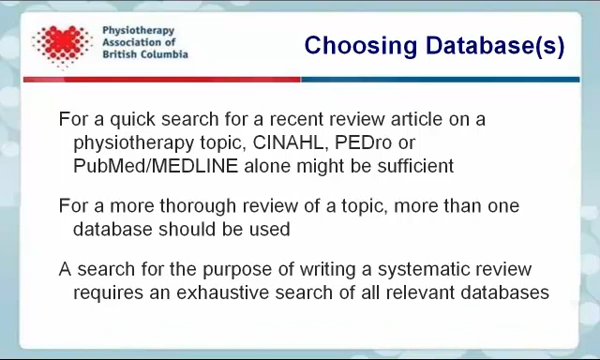 Physiotherapy
Association of
British Columbia
Choosing Database(s)
For a quick search for a recent review article on a
physiotherapy topic, CINAHL, PEDro or
PubMed/MEDLINE alone might be sufficient
For a more thorough review of a topic, more than one
database should be used
A search for the purpose of writing a systematic review
requires an exhaustive search of all relevant databases